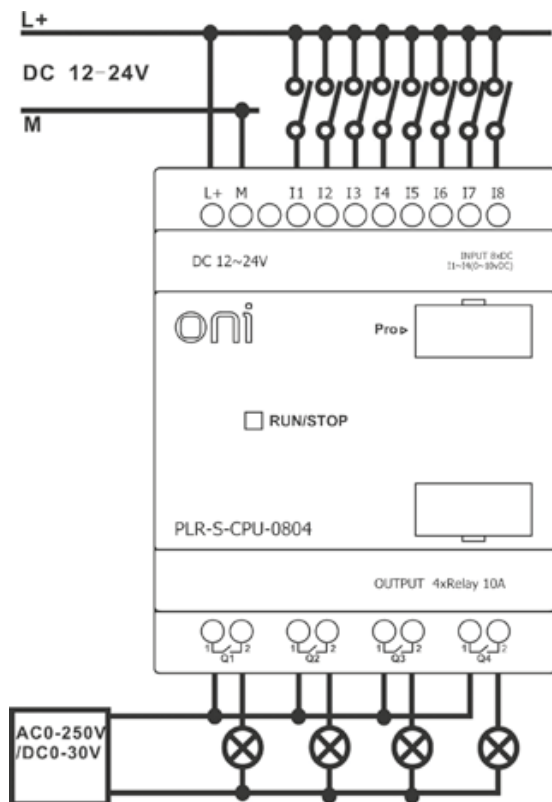 L+
DC 12-24V
M
L+ M I1 I2 I3 I4 I5 I6 I7 I8
DC 12~24V
INPUT 8xDC
I1~I4(0~10vDC)
oni
Pro
RUN/STOP
PLR-S-CPU-0804
OUTPUT 4xRelay 10A
1 2 1 2 1 2 1 2
Q1 Q2 Q3 Q4
AC0-250V
/DC0-30V